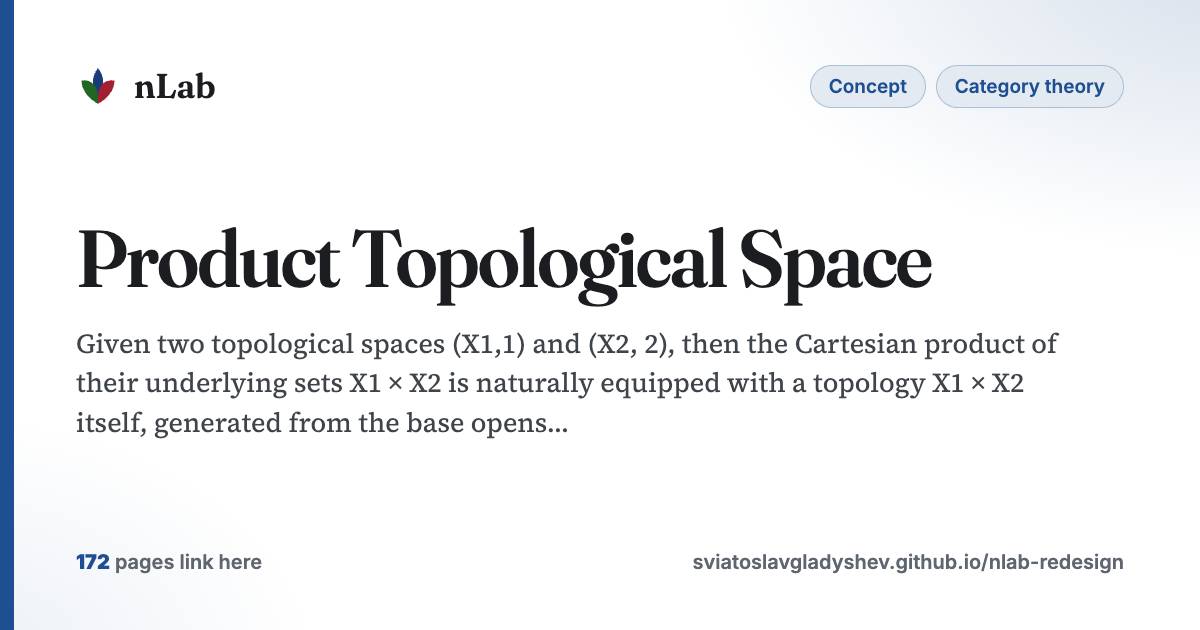 nLab
Concept
Category theory
Product Topological Space
Given two topological spaces (X1,1) and (X2, 2), then the Cartesian product of
their underlying sets X1 × X2 is naturally equipped with a topology X1 × X2
itself, generated from the base opens...
172 pages link here
sviatoslavgladyshev.github.io/nlab-redesign